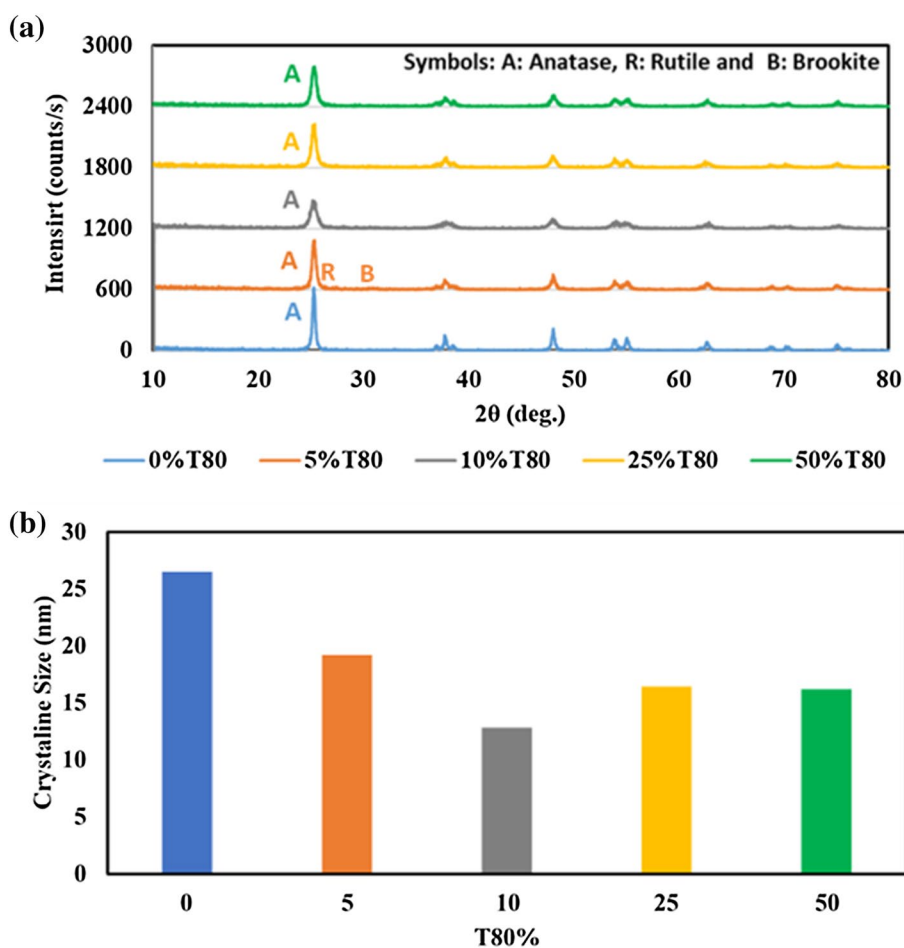 (a)
3000
Symbols: A: Anatase, R: Rutile and B: Brookite
A
2400
A
1800
A
1200
A R B
600
A
0
Intensirt (counts/s)
10 20 30 40 50 60 70 80
2θ (deg.)
0%T80 5%T80 10%T80 25%T80 50%T80
(b)
30
25
20
15
10
5
0
Crystaline Size (nm)
0 5 10 25 50
T80%